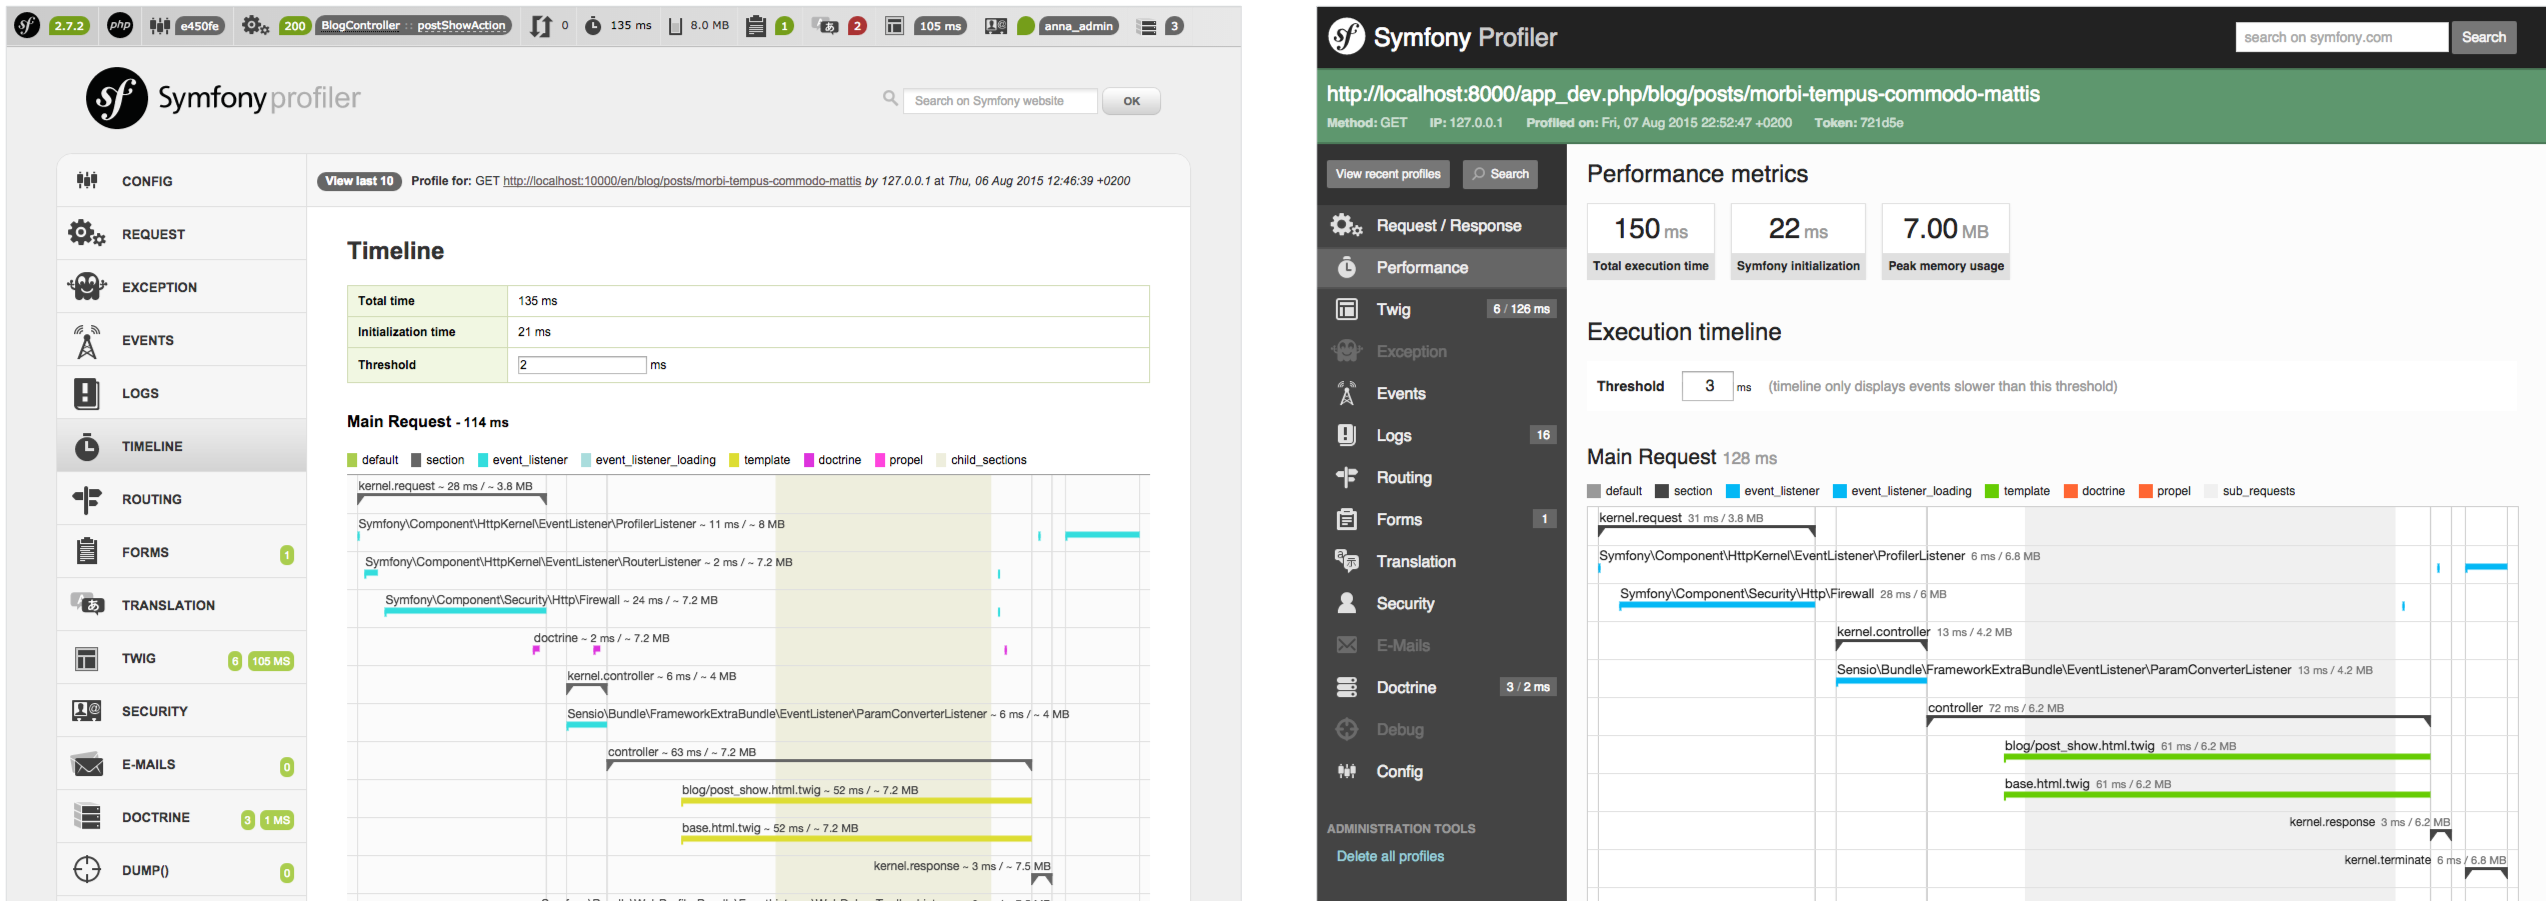 2.7.2 php e450fe 200 BlogController :: postShowAction 0 135 ms 8.0 MB 1 2 105 ms anna_admin 3
sf Symfony profiler
Search on Symfony website OK
CONFIG
REQUEST
EXCEPTION
EVENTS
LOGS
TIMELINE
ROUTING
FORMS 1
TRANSLATION
TWIG 6 105 MS
SECURITY
E-MAILS 0
DOCTRINE 3 1 MS
DUMP() 0
View last 10 Profile for: GET http://localhost:10000/en/blog/posts/morbi-tempus-commodo-mattis by 127.0.0.1 at Thu, 06 Aug 2015 12:46:39 +0200
Timeline
Total time 135 ms
Initialization time 21 ms
Threshold 2 ms
Main Request - 114 ms
default section event_listener event_listener_loading template doctrine propel child_sections
kernel.request ~ 28 ms / ~ 3.8 MB
Symfony\Component\HttpKernel\EventListener\ProfilerListener ~ 11 ms / ~ 8 MB
Symfony\Component\HttpKernel\EventListener\RouterListener ~ 2 ms / ~ 7.2 MB
Symfony\Component\Security\Http\Firewall ~ 24 ms / ~ 7.2 MB
doctrine ~ 2 ms / ~ 7.2 MB
kernel.controller ~ 6 ms / ~ 4 MB
Sensio\Bundle\FrameworkExtraBundle\EventListener\ParamConverterListener ~ 6 ms / ~ 4 MB
controller ~ 63 ms / ~ 7.2 MB
blog/post_show.html.twig ~ 52 ms / ~ 7.2 MB
base.html.twig ~ 52 ms / ~ 7.2 MB
kernel.response ~ 3 ms / ~ 7.5 MB
sf Symfony Profiler
search on symfony.com Search
http://localhost:8000/app_dev.php/blog/posts/morbi-tempus-commodo-mattis
Method: GET IP: 127.0.0.1 Profiled on: Fri, 07 Aug 2015 22:52:47 +0200 Token: 721d5e
View recent profiles Search
Request / Response
Performance
Twig 6 / 126 ms
Exception
Events
Logs 16
Routing
Forms 1
Translation
Security
E-Mails
Doctrine 3 / 2 ms
Debug
Config
ADMINISTRATION TOOLS
Delete all profiles
Performance metrics
150 ms 22 ms 7.00 MB
Total execution time Symfony initialization Peak memory usage
Execution timeline
Threshold 3 ms (timeline only displays events slower than this threshold)
Main Request 128 ms
default section event_listener event_listener_loading template doctrine propel sub_requests
kernel.request 31 ms / 3.8 MB
Symfony\Component\HttpKernel\EventListener\ProfilerListener 6 ms / 6.8 MB
Symfony\Component\Security\Http\Firewall 28 ms / 6 MB
kernel.controller 13 ms / 4.2 MB
Sensio\Bundle\FrameworkExtraBundle\EventListener\ParamConverterListener 13 ms / 4.2 MB
controller 72 ms / 6.2 MB
blog/post_show.html.twig 61 ms / 6.2 MB
base.html.twig 61 ms / 6.2 MB
kernel.response 3 ms / 6.2 MB
kernel.terminate 6 ms / 6.8 MB